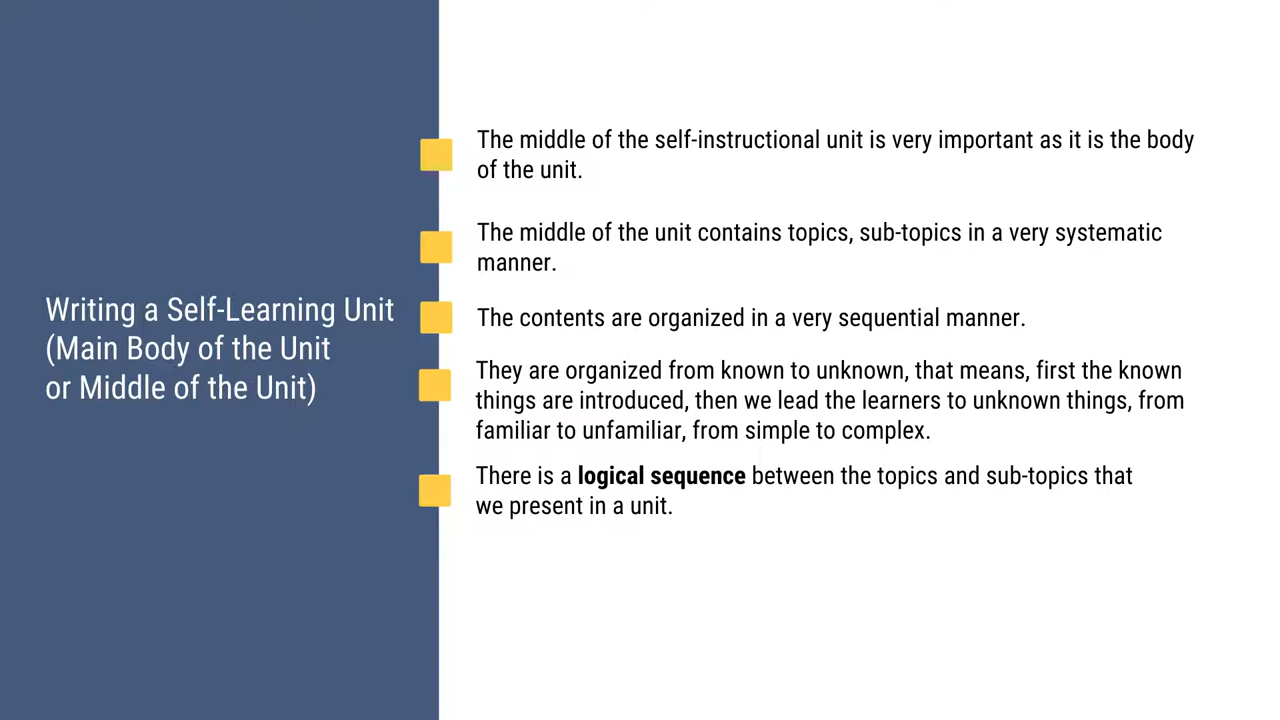 Writing a Self-Learning Unit
(Main Body of the Unit
or Middle of the Unit)
The middle of the self-instructional unit is very important as it is the body
of the unit.
The middle of the unit contains topics, sub-topics in a very systematic
manner.
The contents are organized in a very sequential manner.
They are organized from known to unknown, that means, first the known
things are introduced, then we lead the learners to unknown things, from
familiar to unfamiliar, from simple to complex.
There is a logical sequence between the topics and sub-topics that
we present in a unit.